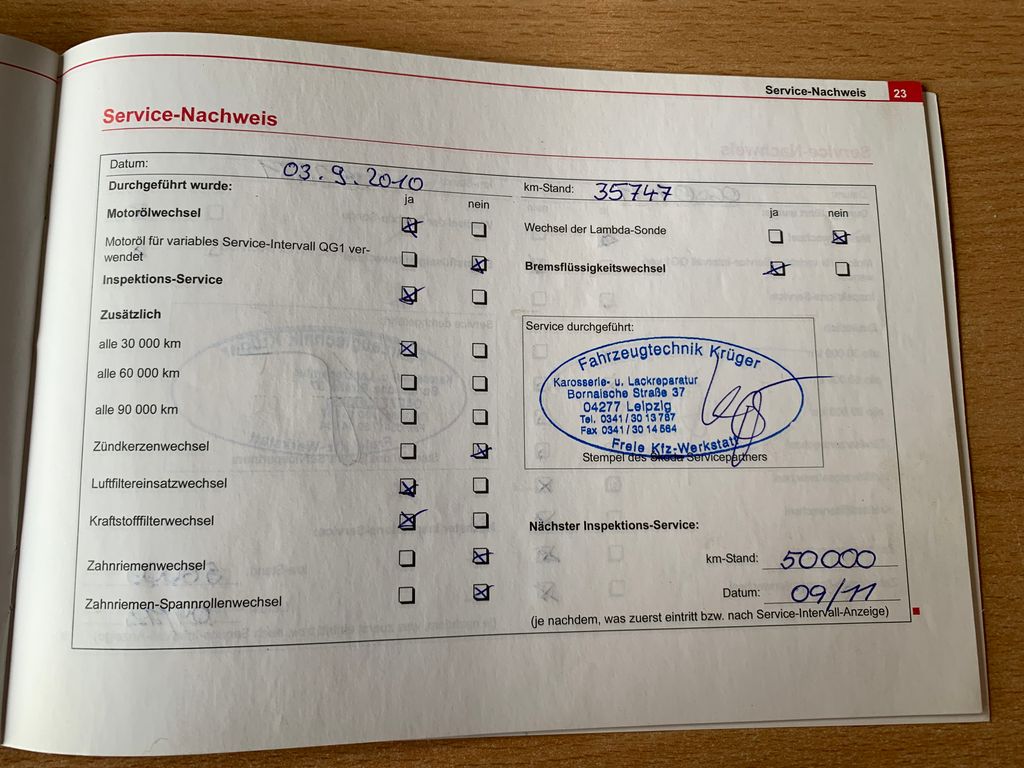 Service-Nachweis 23
Service-Nachweis
Datum: 03.9.2010
Durchgeführt wurde:
ja nein
Motorölwechsel
Motoröl für variables Service-Intervall QG1 ver-
wendet
Inspektions-Service
Zusätzlich
alle 30 000 km
alle 60 000 km
alle 90 000 km
Zündkerzenwechsel
Luftfiltereinsatzwechsel
Kraftstofffilterwechsel
Zahnriemenwechsel
Zahnriemen-Spannrollenwechsel
km-Stand: 35747
ja nein
Wechsel der Lambda-Sonde
Bremsflüssigkeitswechsel
Service durchgeführt:
Fahrzeugtechnik Krüger
Karosserie- u. Lackreparatur
Bornaische Straße 37
04277 Leipzig
Tel. 0341/30 13 787
Fax 0341/30 14 564
Freie Kfz-Werkstatt
Stempel des Skoda Servicepartners
Nächster Inspektions-Service:
km-Stand: 50000
Datum: 09/11
(je nachdem, was zuerst eintritt bzw. nach Service-Intervall-Anzeige)